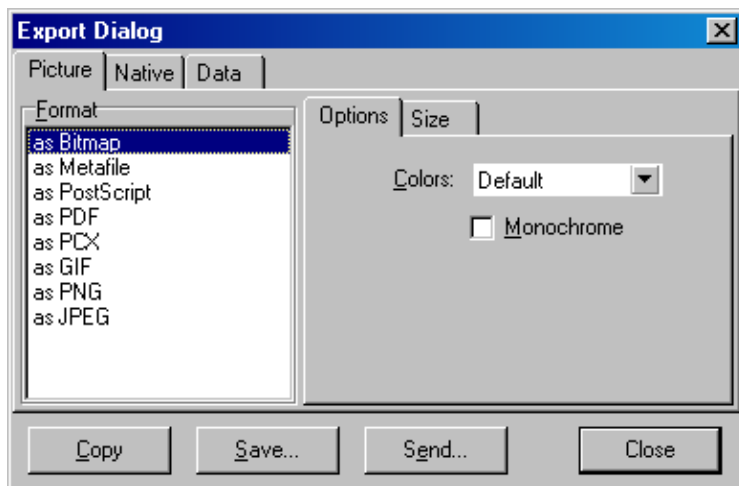 Export Dialog
Picture Native Data
Format
as Bitmap
as Metafile
as PostScript
as PDF
as PCX
as GIF
as PNG
as JPEG
Options Size
Colors: Default
Monochrome
Copy Save... Send... Close